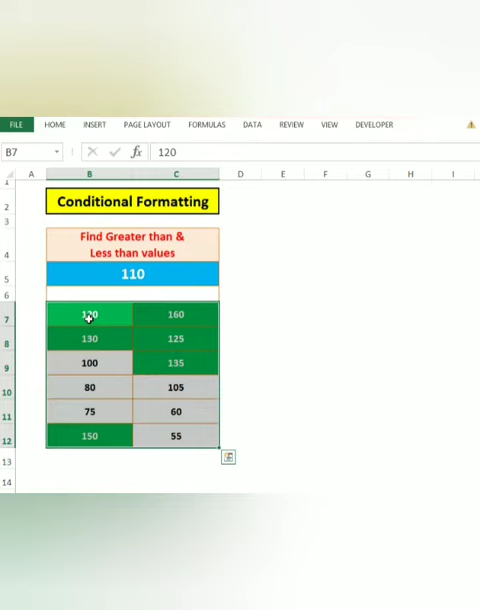 FILE HOME INSERT PAGE LAYOUT FORMULAS DATA REVIEW VIEW DEVELOPER
B7 fx 120
A B C D E F G H I
1
2 Conditional Formatting
3
4 Find Greater than &
Less than values
5 110
6
7 120 160
8 130 125
9 100 135
10 80 105
11 75 60
12 150 55
13
14